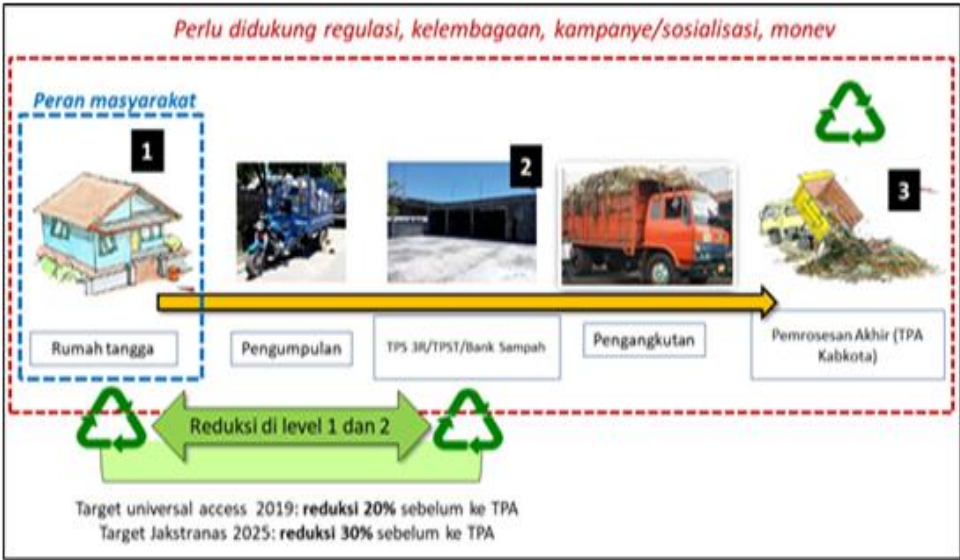 Perlu didukung regulasi, kelembagaan, kampanye/sosialisasi, monev
Peran masyarakat
1
2
3
Rumah tangga
Pengumpulan
TPS 3R/TPST/Bank Sampah
Pengangkutan
Pemrosesan Akhir (TPA
Kabkota)
Reduksi di level 1 dan 2
Target universal access 2019: reduksi 20% sebelum ke TPA
Target Jakstranas 2025: reduksi 30% sebelum ke TPA